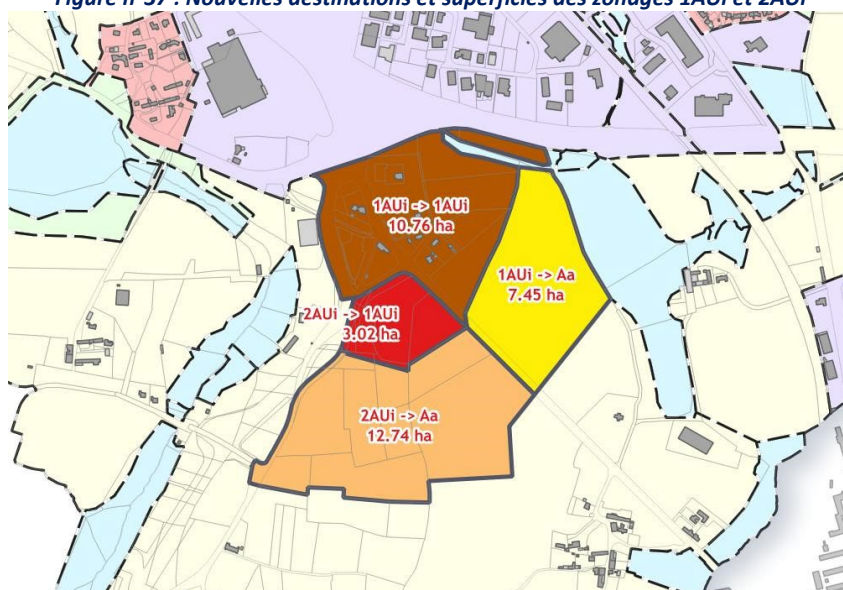 Figure n°37 : Nouvelles destinations et superficies des zonages 1AUi et 2AUi
1AUi -> 1AUi
10.76 ha
1AUi -> Aa
7.45 ha
2AUi -> 1AUi
3.02 ha
2AUi -> Aa
12.74 ha